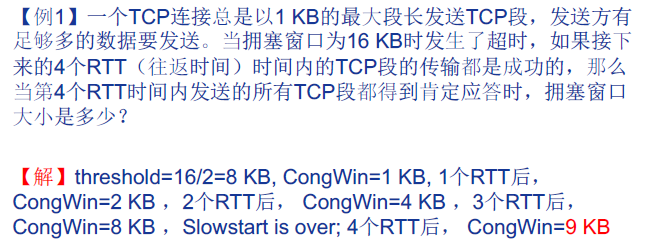 【例1】一个TCP连接总是以1 KB的最大段长发送TCP段，发送方有
足够多的数据要发送。当拥塞窗口为16 KB时发生了超时，如果接下
来的4个RTT（往返时间）时间内的TCP段的传输都是成功的，那么
当第4个RTT时间内发送的所有TCP段都得到肯定应答时，拥塞窗口
大小是多少？
【解】threshold=16/2=8 KB, CongWin=1 KB, 1个RTT后，
CongWin=2 KB ，2个RTT后， CongWin=4 KB ，3个RTT后，
CongWin=8 KB ，Slowstart is over; 4个RTT后， CongWin=9 KB